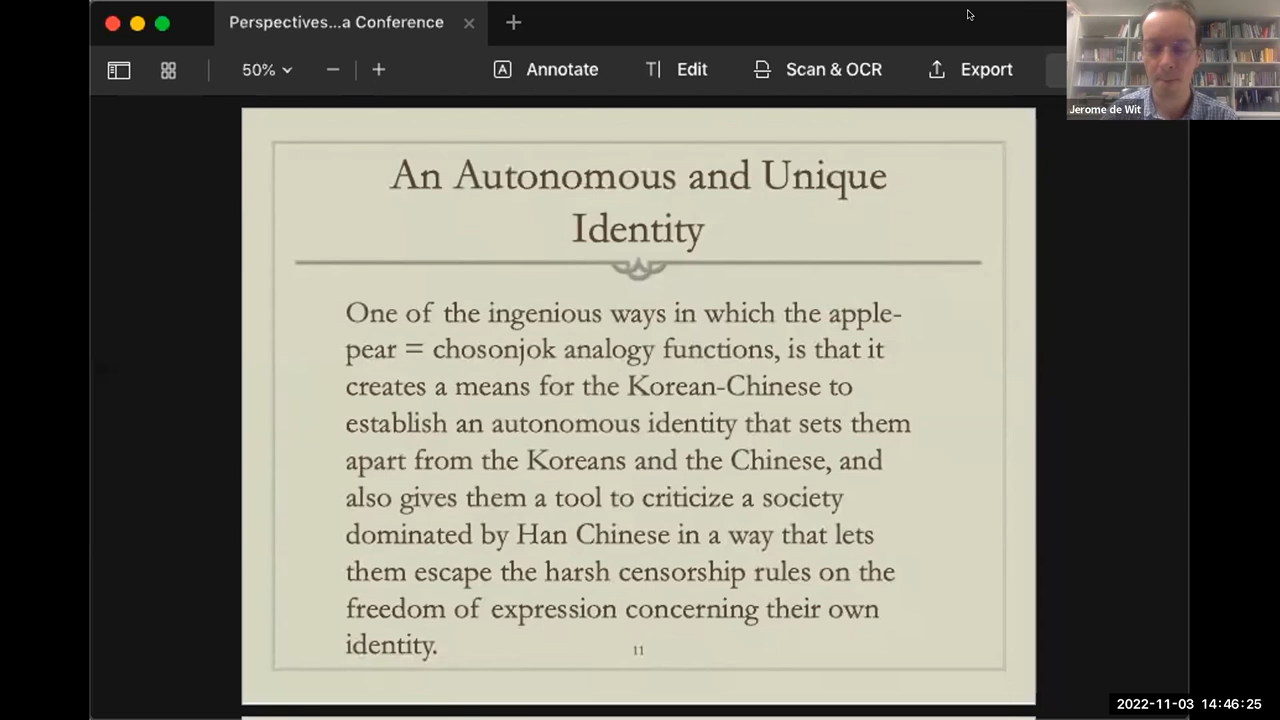 Perspectives...a Conference
50%
Annotate
Edit
Scan & OCR
Export
Jerome de Wit
An Autonomous and Unique
Identity
One of the ingenious ways in which the apple-
pear = chosonjok analogy functions, is that it
creates a means for the Korean-Chinese to
establish an autonomous identity that sets them
apart from the Koreans and the Chinese, and
also gives them a tool to criticize a society
dominated by Han Chinese in a way that lets
them escape the harsh censorship rules on the
freedom of expression concerning their own
identity.
11
2022-11-03 14:46:25